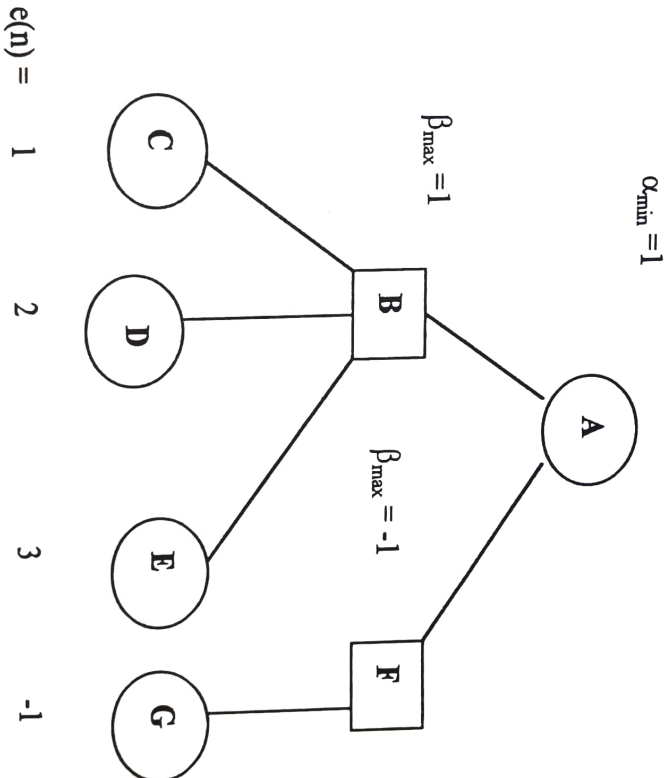 α_min =1
A
β_max =1
B
β_max = -1
F
C
D
E
G
e(n) = 1 2 3 -1